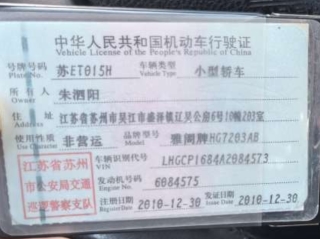 中华人民共和国机动车行驶证
Vehicle License of the People's Republic of China
号牌号码 苏ET015H 车辆类型 小型轿车
Plate No. Vehicle Type
所有人 朱泗阳
Owner
住址 江苏省苏州市吴江市盛泽镇辽吴公府6号10幢203室
Address
使用性质 非营运 品牌型号 雅阁牌HG7203AB
Use Character Model
江苏省苏州 车辆识别代号 LHGCP1684A2084573
VIN
市公安局交通 发动机号码 6084575
Engine No.
巡逻警察支队 注册日期 2010-12-30 发证日期 2010-12-30
Register Date Issue Date